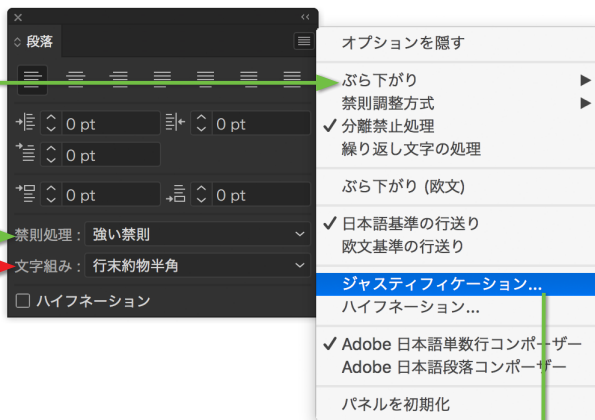 段落
0 pt
0 pt
0 pt
0 pt
0 pt
禁則処理 : 強い禁則
文字組み : 行末約物半角
ハイフネーション
オプションを隠す
ぶら下がり
禁則調整方式
✓分離禁止処理
繰り返し文字の処理
ぶら下がり (欧文)
✓日本語基準の行送り
欧文基準の行送り
ジャスティフィケーション...
ハイフネーション...
✓Adobe 日本語単数行コンポーザー
Adobe 日本語段落コンポーザー
パネルを初期化